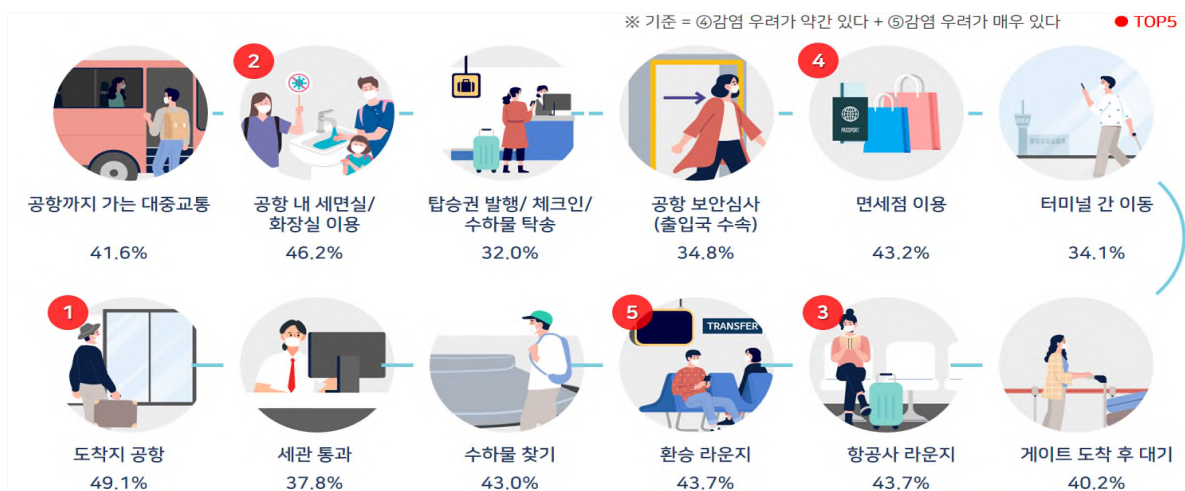 ※ 기준 = ④감염 우려가 약간 있다 + ⑤감염 우려가 매우 있다
TOP5
2
4
PASSPORT
공항까지 가는 대중교통
41.6%
공항 내 세면실/
화장실 이용
46.2%
탑승권 발행/ 체크인/
수하물 탁송
32.0%
공항 보안심사
(출입국 수속)
34.8%
면세점 이용
43.2%
터미널 간 이동
34.1%
1
5
TRANSFER
3
도착지 공항
49.1%
세관 통과
37.8%
수하물 찾기
43.0%
환승 라운지
43.7%
항공사 라운지
43.7%
게이트 도착 후 대기
40.2%